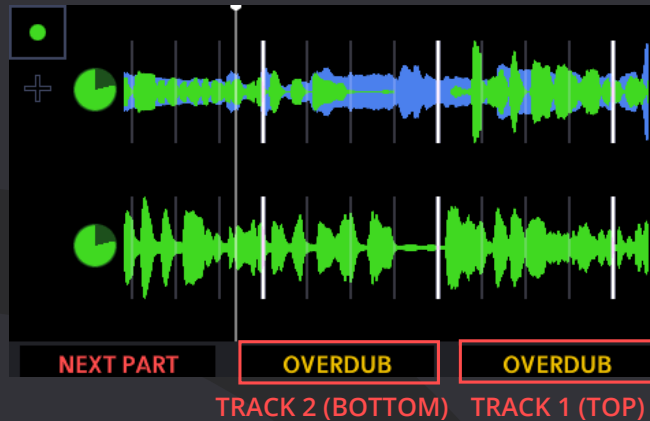 NEXT PART OVERDUB OVERDUB
TRACK 2 (BOTTOM) TRACK 1 (TOP)